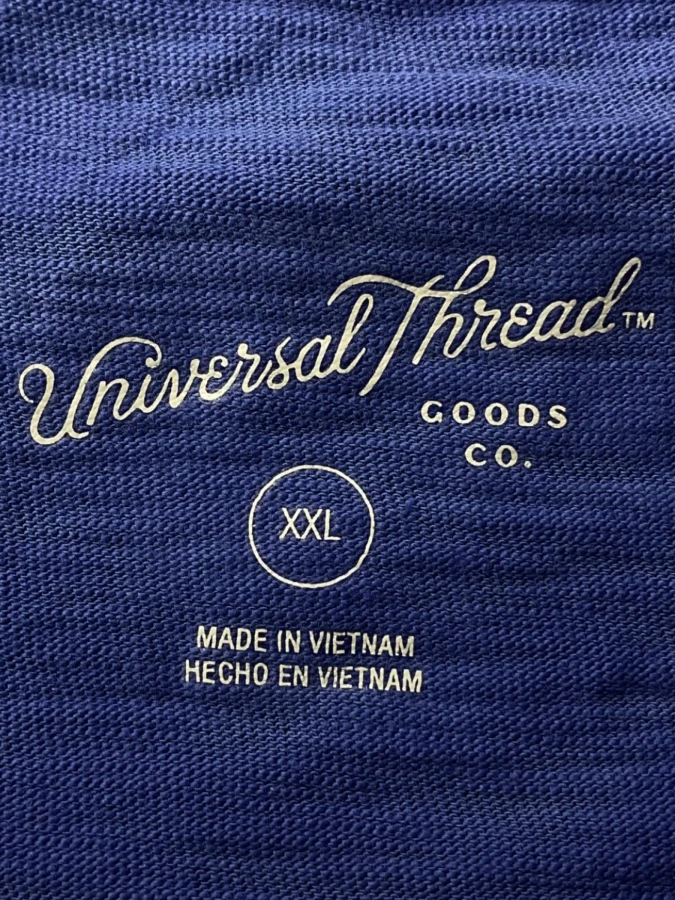 Universal Thread™
GOODS
CO.
XXL
MADE IN VIETNAM
HECHO EN VIETNAM